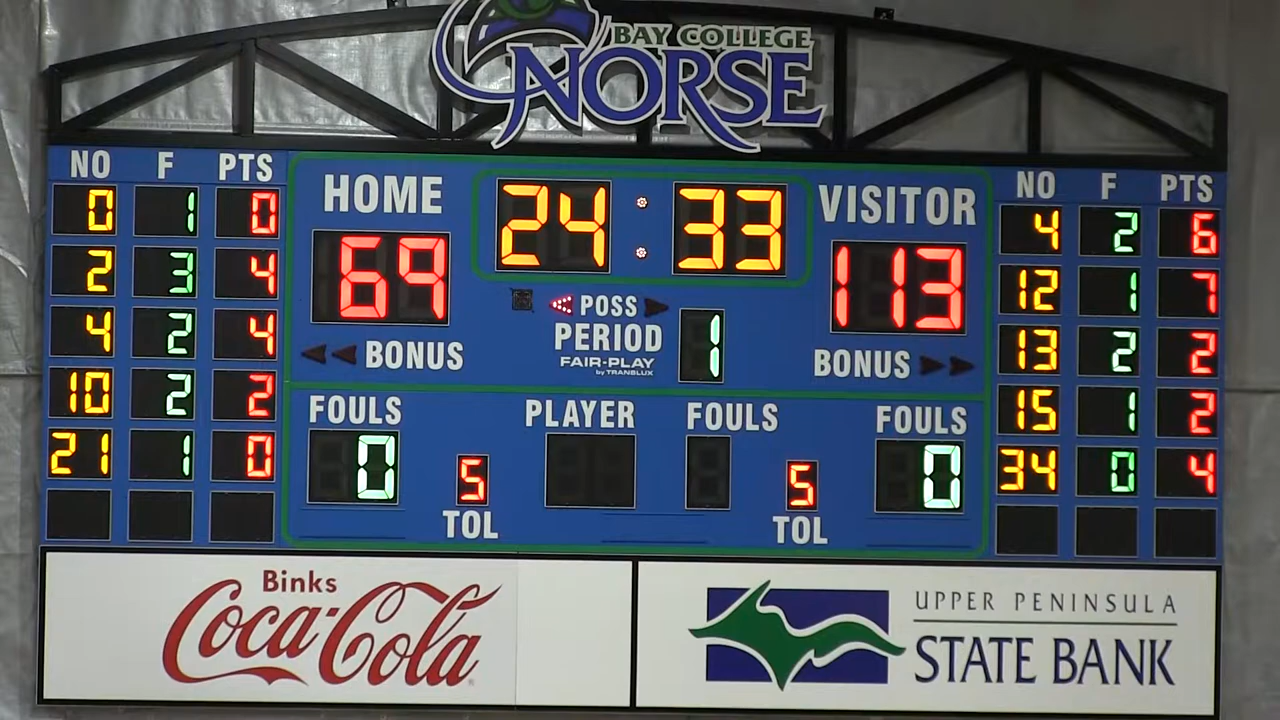 BAY COLLEGE
NORSE
NO F PTS
0 1 0
2 3 4
4 2 4
10 2 2
21 1 0
HOME
69
BONUS
24:33
POSS
PERIOD
1
FAIR-PLAY
by TRANSLUX
VISITOR
113
BONUS
NO F PTS
4 2 6
12 1 7
13 2 2
15 1 2
34 0 4
FOULS
0
5
TOL
PLAYER
FOULS
5
TOL
FOULS
0
Binks
Coca-Cola
UPPER PENINSULA
STATE BANK